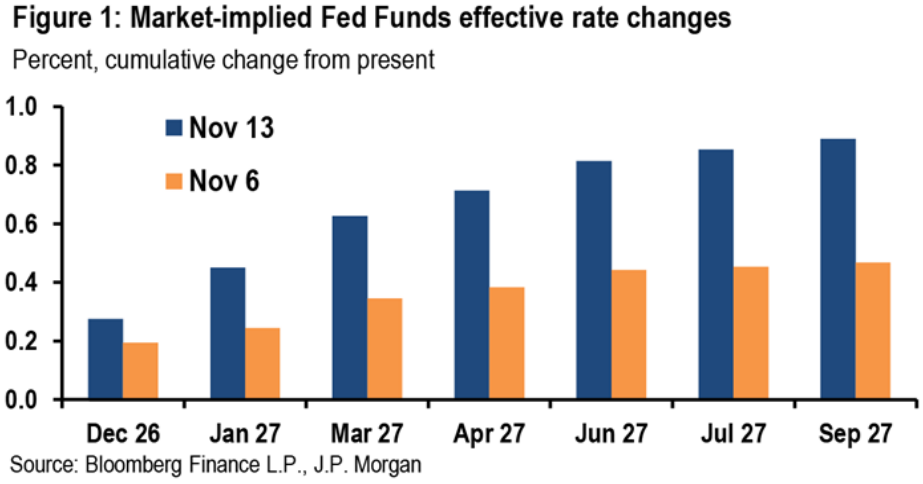 Figure 1: Market-implied Fed Funds effective rate changes
Percent, cumulative change from present
1.0
0.8
0.6
0.4
0.2
0.0
Nov 13
Nov 6
Dec 26 Jan 27 Mar 27 Apr 27 Jun 27 Jul 27 Sep 27
Source: Bloomberg Finance L.P., J.P. Morgan